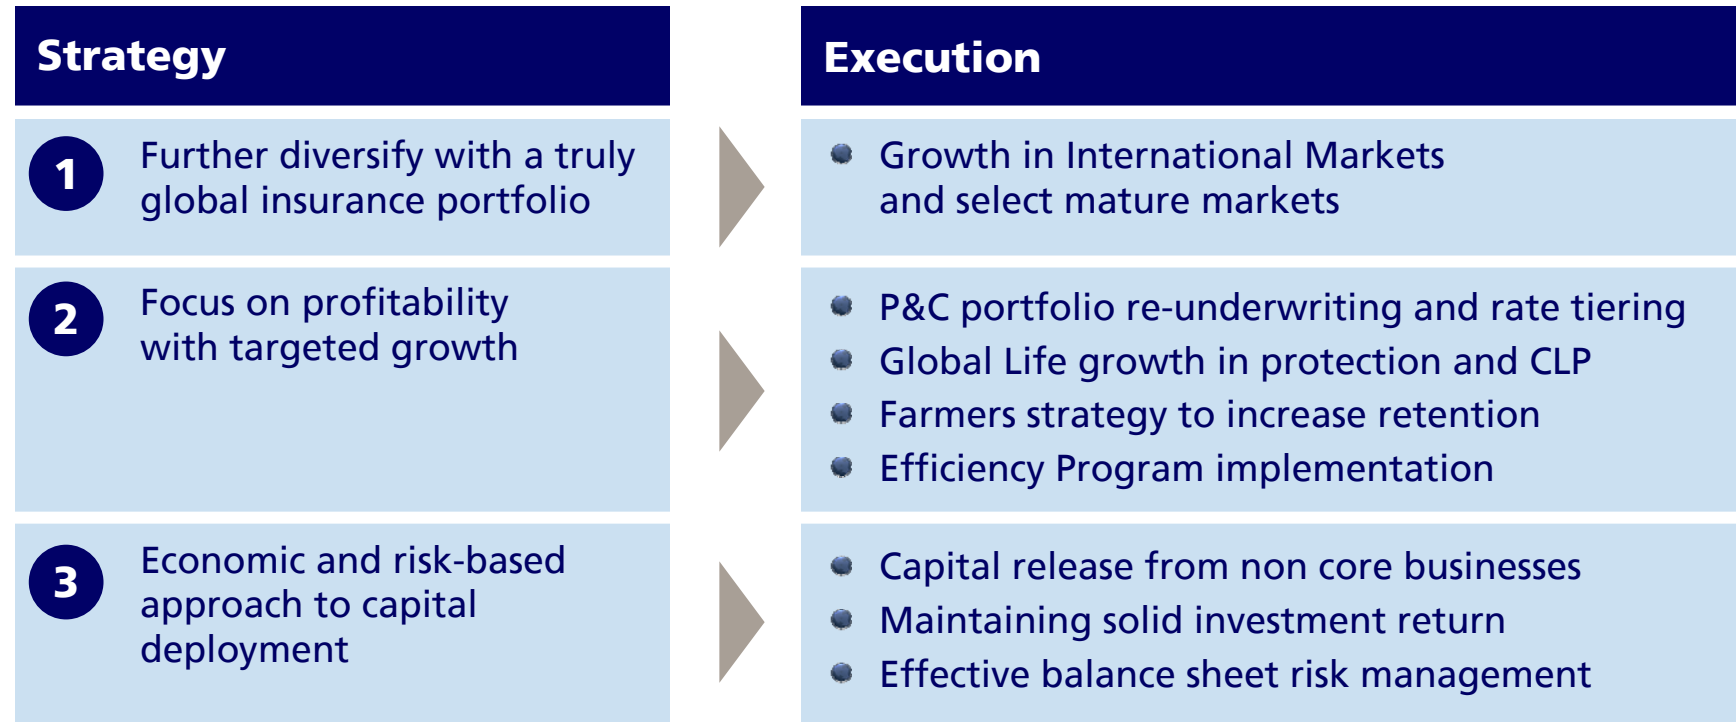 Strategy
Execution
1
Further diversify with a truly
global insurance portfolio
Growth in International Markets
and select mature markets
2
Focus on profitability
with targeted growth
P&C portfolio re-underwriting and rate tiering
Global Life growth in protection and CLP
Farmers strategy to increase retention
Efficiency Program implementation
3
Economic and risk-based
approach to capital
deployment
Capital release from non core businesses
Maintaining solid investment return
Effective balance sheet risk management